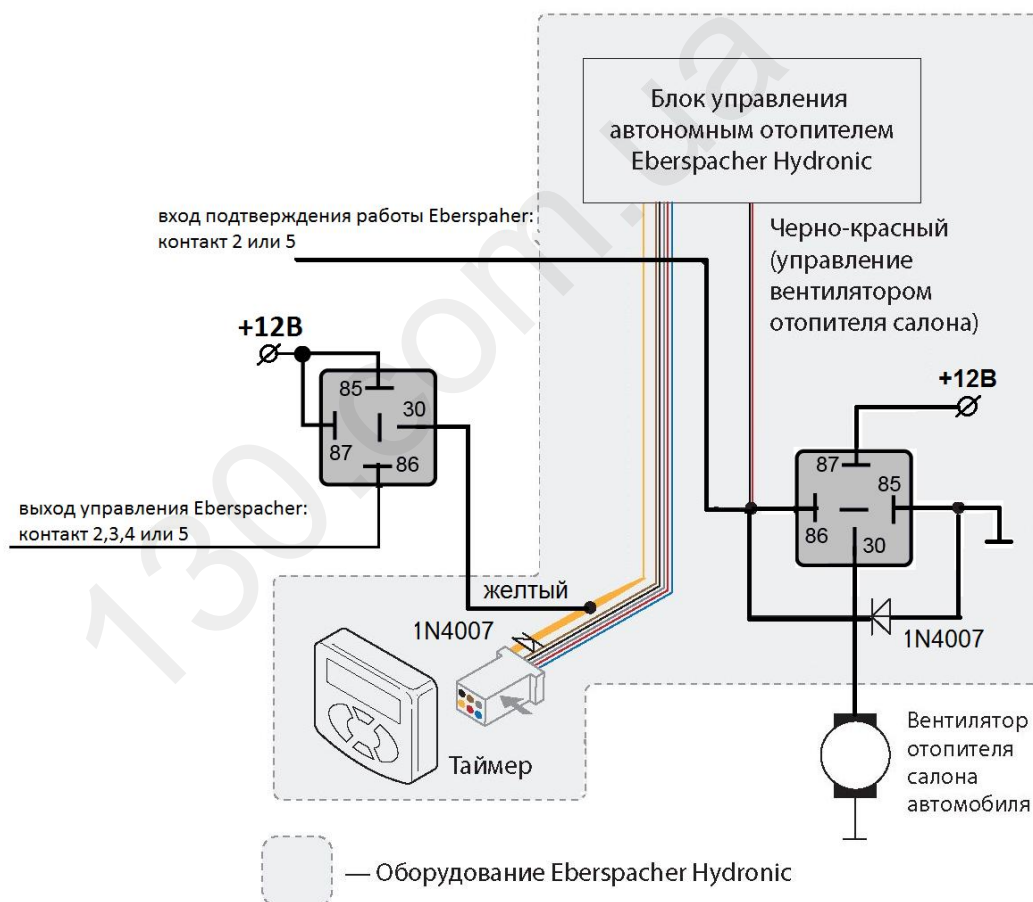 Блок управления
автономным отопителем
Eberspacher Hydronic
вход подтверждения работы Eberspaher:
контакт 2 или 5
Черно-красный
(управление
вентилятором
отопителя салона)
+12В
85
30
87
86
+12В
87
85
86
30
выход управления Eberspacher:
контакт 2,3,4 или 5
желтый
1N4007
1N4007
Таймер
Вентилятор
отопителя
салона
автомобиля
— Оборудование Eberspacher Hydronic
130.com.ua